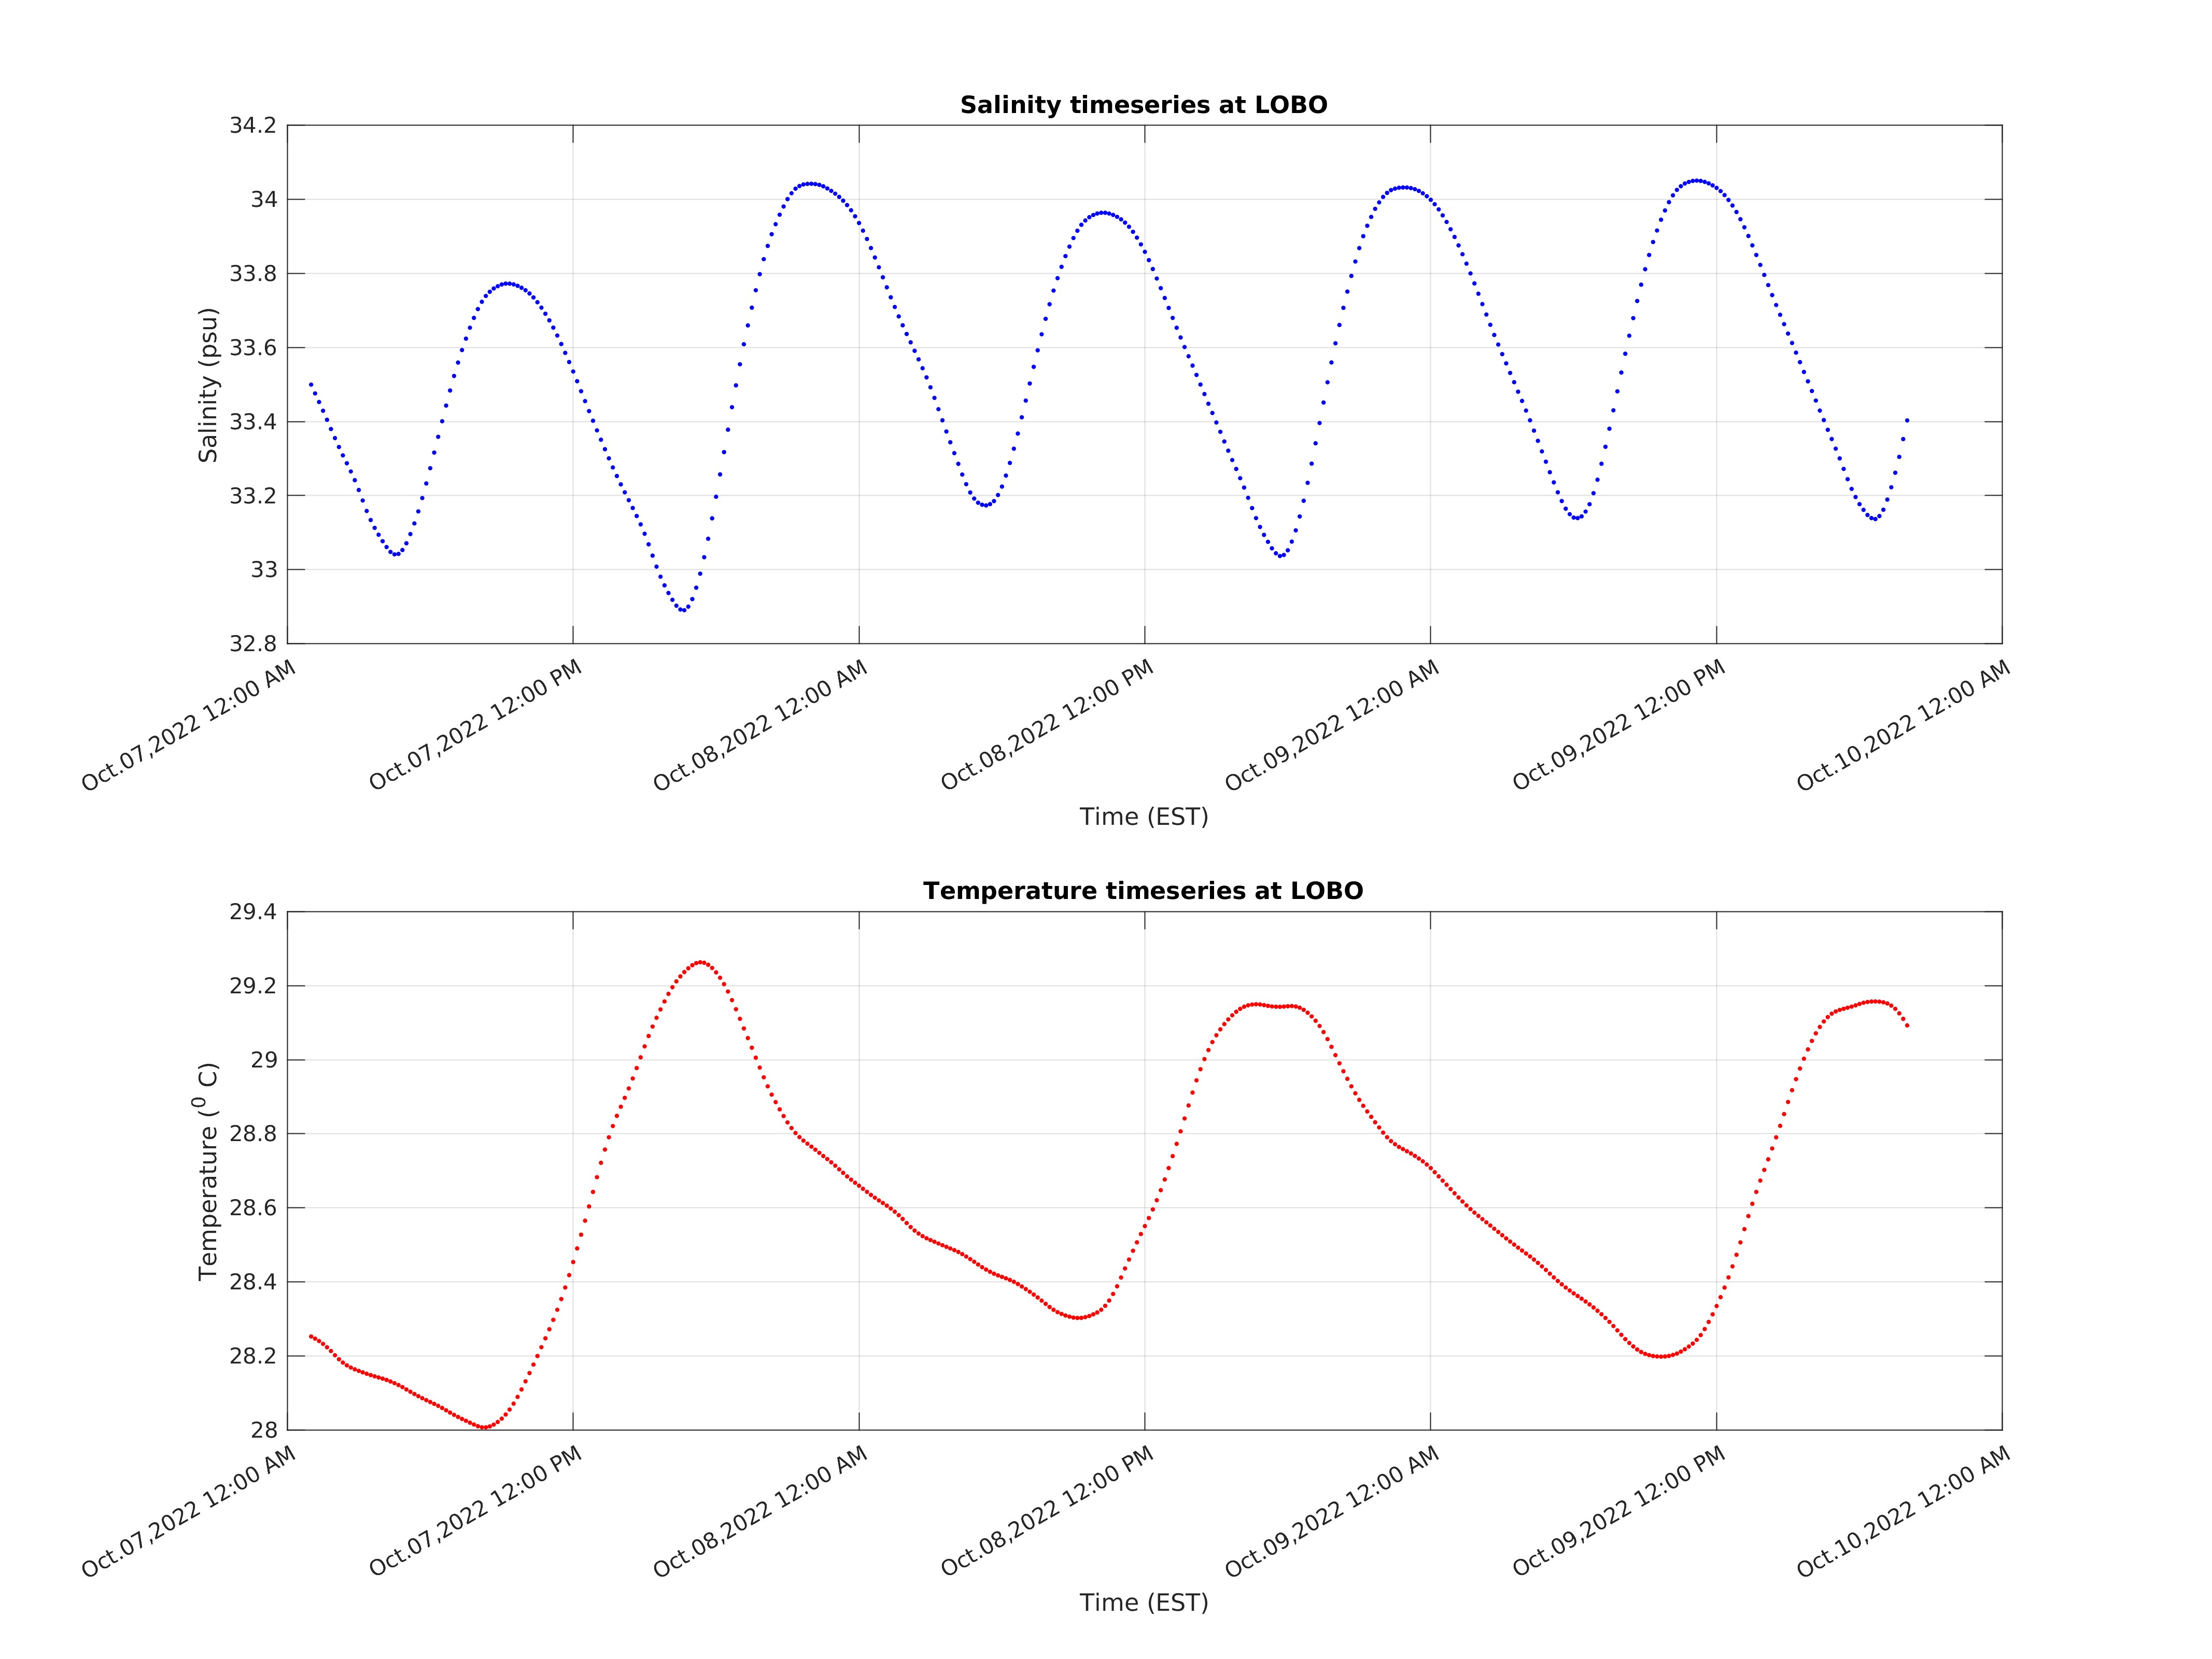 Salinity timeseries at LOBO
34.2
34
33.8
33.6
33.4
33.2
33
32.8
Salinity (psu)
Oct.07,2022 12:00 AM
Oct.07,2022 12:00 PM
Oct.08,2022 12:00 AM
Oct.08,2022 12:00 PM
Oct.09,2022 12:00 AM
Oct.09,2022 12:00 PM
Oct.10,2022 12:00 AM
Time (EST)
Temperature timeseries at LOBO
29.4
29.2
29
28.8
28.6
28.4
28.2
28
Temperature (⁰ C)
Oct.07,2022 12:00 AM
Oct.07,2022 12:00 PM
Oct.08,2022 12:00 AM
Oct.08,2022 12:00 PM
Oct.09,2022 12:00 AM
Oct.09,2022 12:00 PM
Oct.10,2022 12:00 AM
Time (EST)